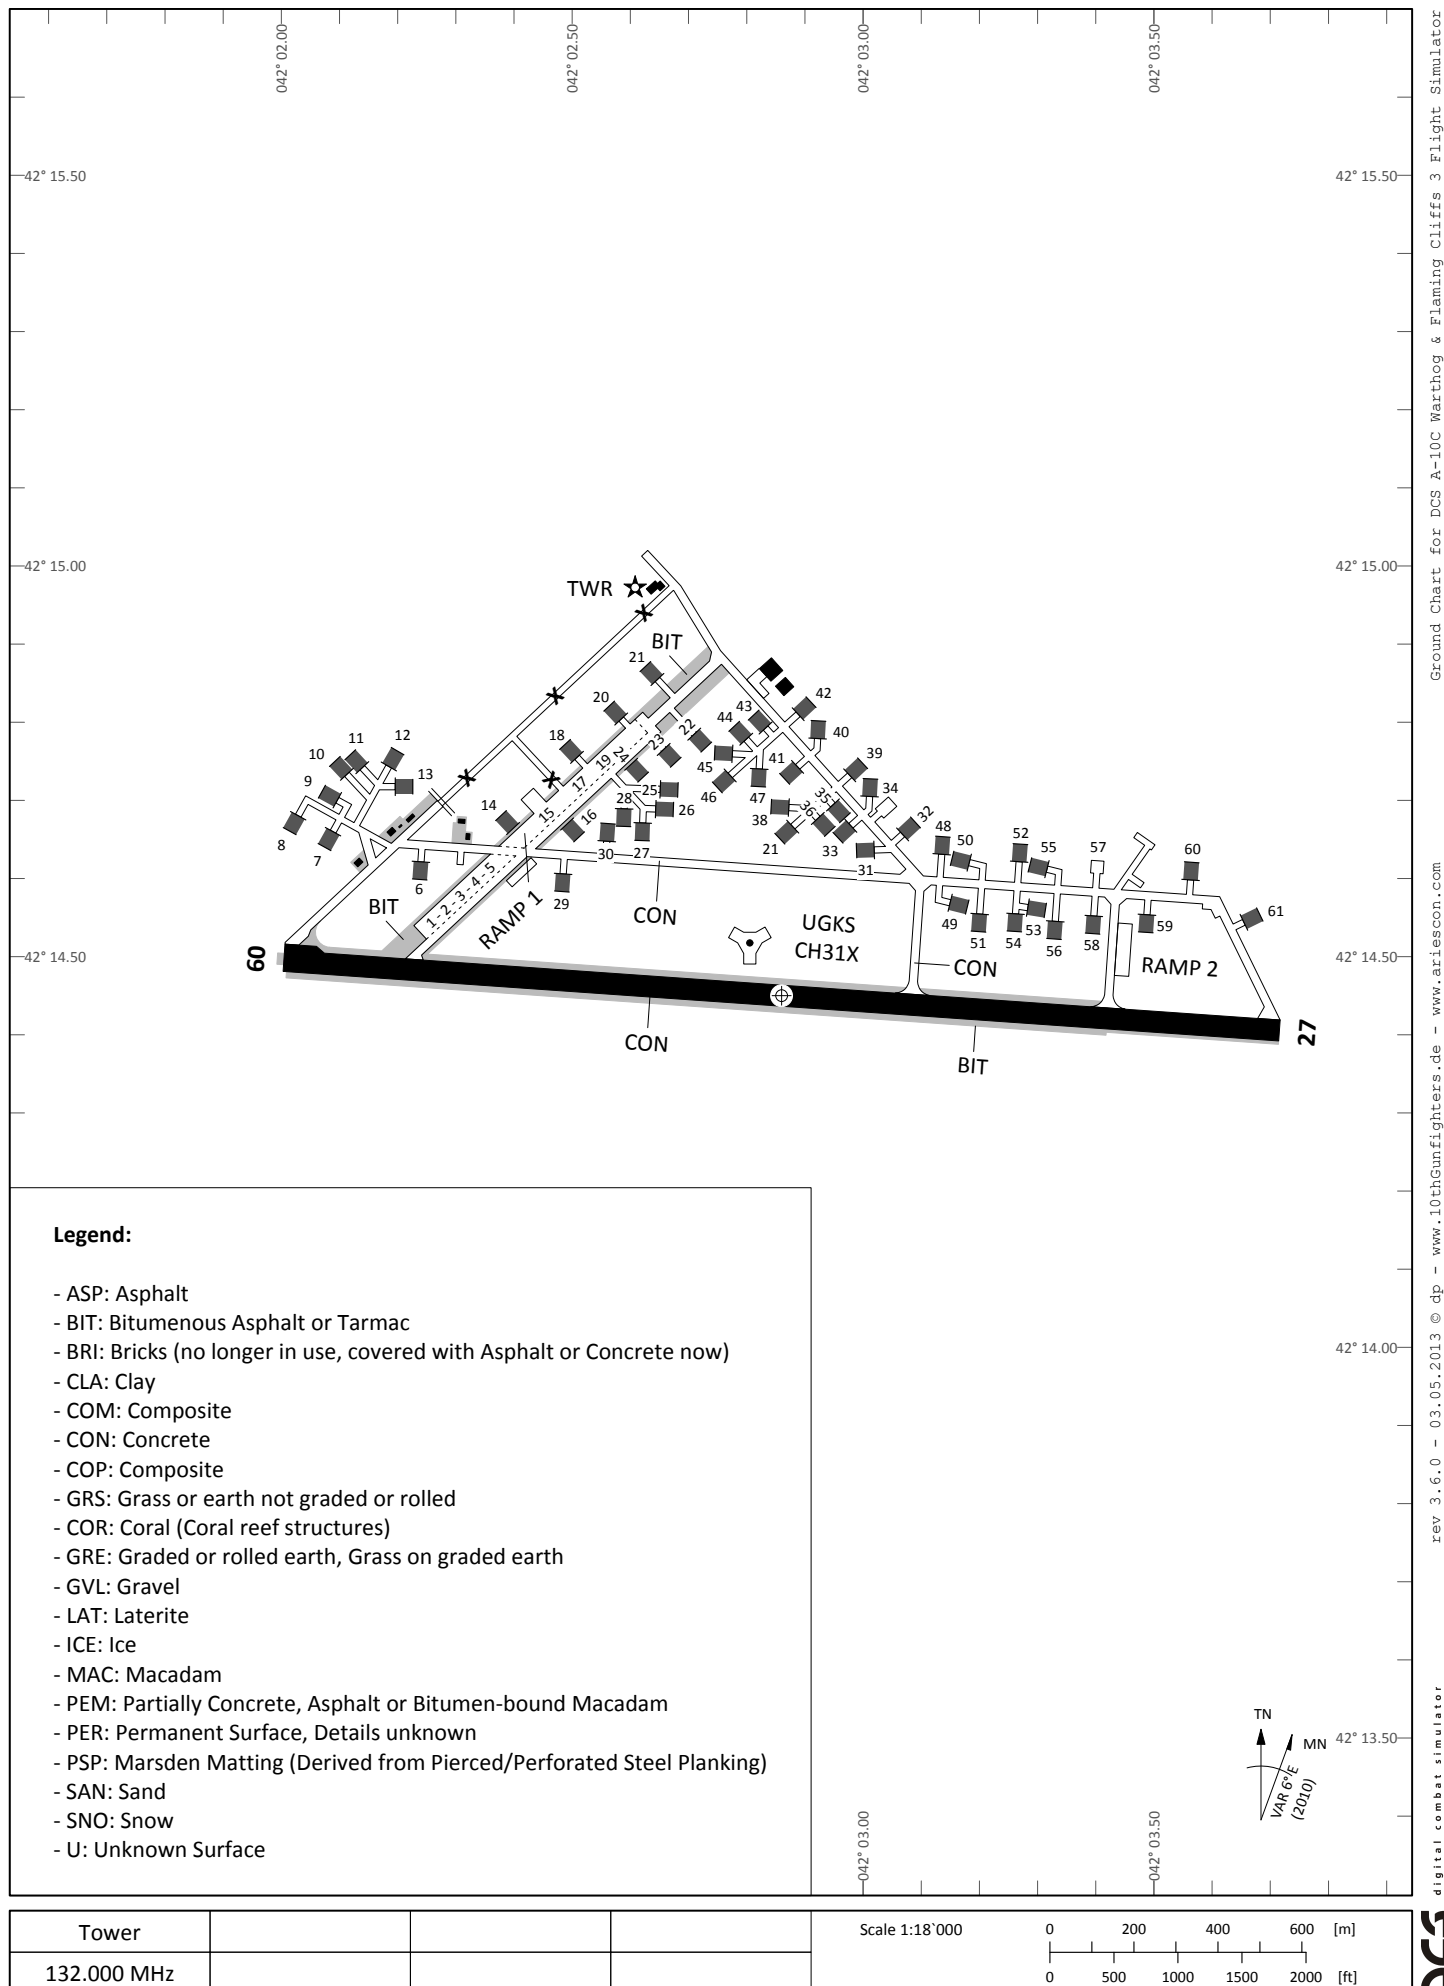 042° 02.00
042° 02.50
042° 03.00
042° 03.50
42° 15.50
42° 15.50
42° 15.00
42° 15.00
TWR
BIT
21
20
18
42
43
44
40
39
34
32
12
11
10
9
13
8
7
14
22
23
24
19
17
15
16
45
46
41
47
25
26
28
38
35
36
21
33
30
27
31
48
50
52
55
57
60
61
6
BIT
1 - 2 - 3 - 4 - 5
RAMP 1
29
CON
UGKS
CH31X
49
51
54
53
56
58
59
CON
RAMP 2
42° 14.50
42° 14.50
09
27
CON
BIT
42° 14.00
Legend:
- ASP: Asphalt
- BIT: Bitumenous Asphalt or Tarmac
- BRI: Bricks (no longer in use, covered with Asphalt or Concrete now)
- CLA: Clay
- COM: Composite
- CON: Concrete
- COP: Composite
- GRS: Grass or earth not graded or rolled
- COR: Coral (Coral reef structures)
- GRE: Graded or rolled earth, Grass on graded earth
- GVL: Gravel
- LAT: Laterite
- ICE: Ice
- MAC: Macadam
- PEM: Partially Concrete, Asphalt or Bitumen-bound Macadam
- PER: Permanent Surface, Details unknown
- PSP: Marsden Matting (Derived from Pierced/Perforated Steel Planking)
- SAN: Sand
- SNO: Snow
- U: Unknown Surface
TN
MN
42° 13.50
VAR 6°/E
(2010)
042° 03.00
042° 03.50
Tower
132.000 MHz
Scale 1:18`000
0 200 400 600 [m]
0 500 1000 1500 2000 [ft]
Ground Chart for DCS A-10C Warthog & Flaming Cliffs 3 Flight Simulator
rev 3.6.0 - 03.05.2013 © dp - www.10thGunfighters.de - www.ariescon.com
digital combat simulator